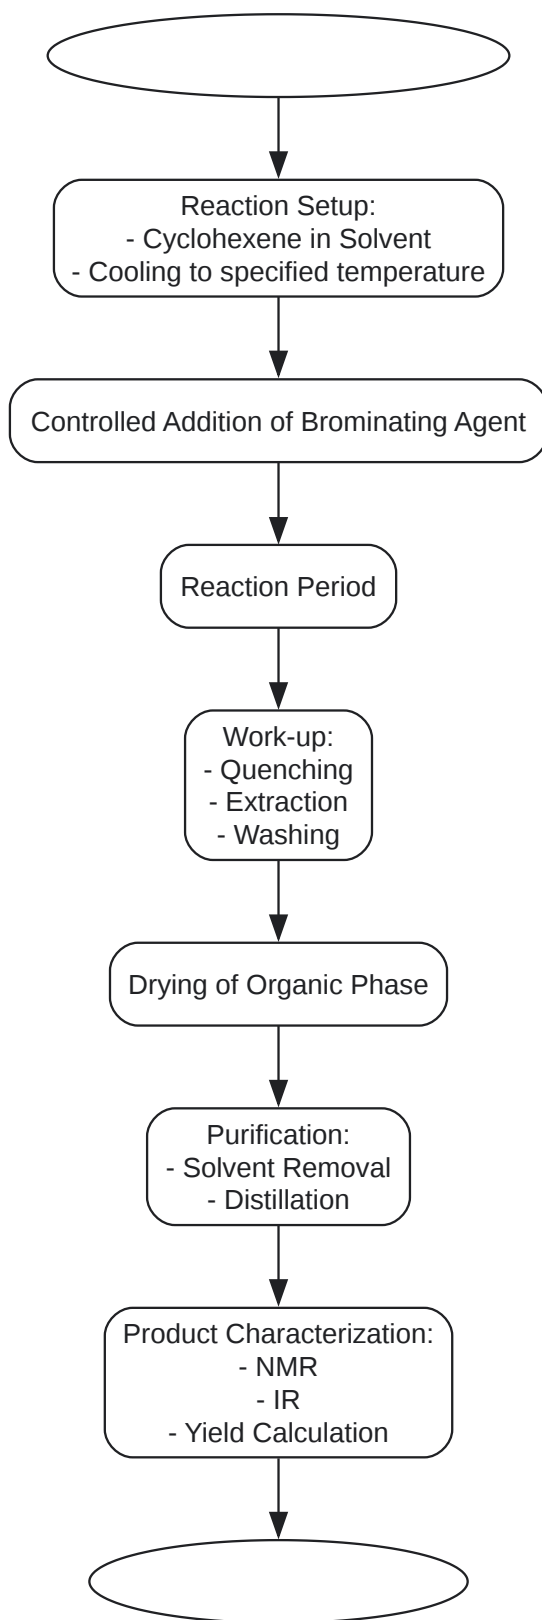 Reaction Setup:
- Cyclohexene in Solvent
- Cooling to specified temperature
Controlled Addition of Brominating Agent
Reaction Period
Work-up:
- Quenching
- Extraction
- Washing
Drying of Organic Phase
Purification:
- Solvent Removal
- Distillation
Product Characterization:
- NMR
- IR
- Yield Calculation